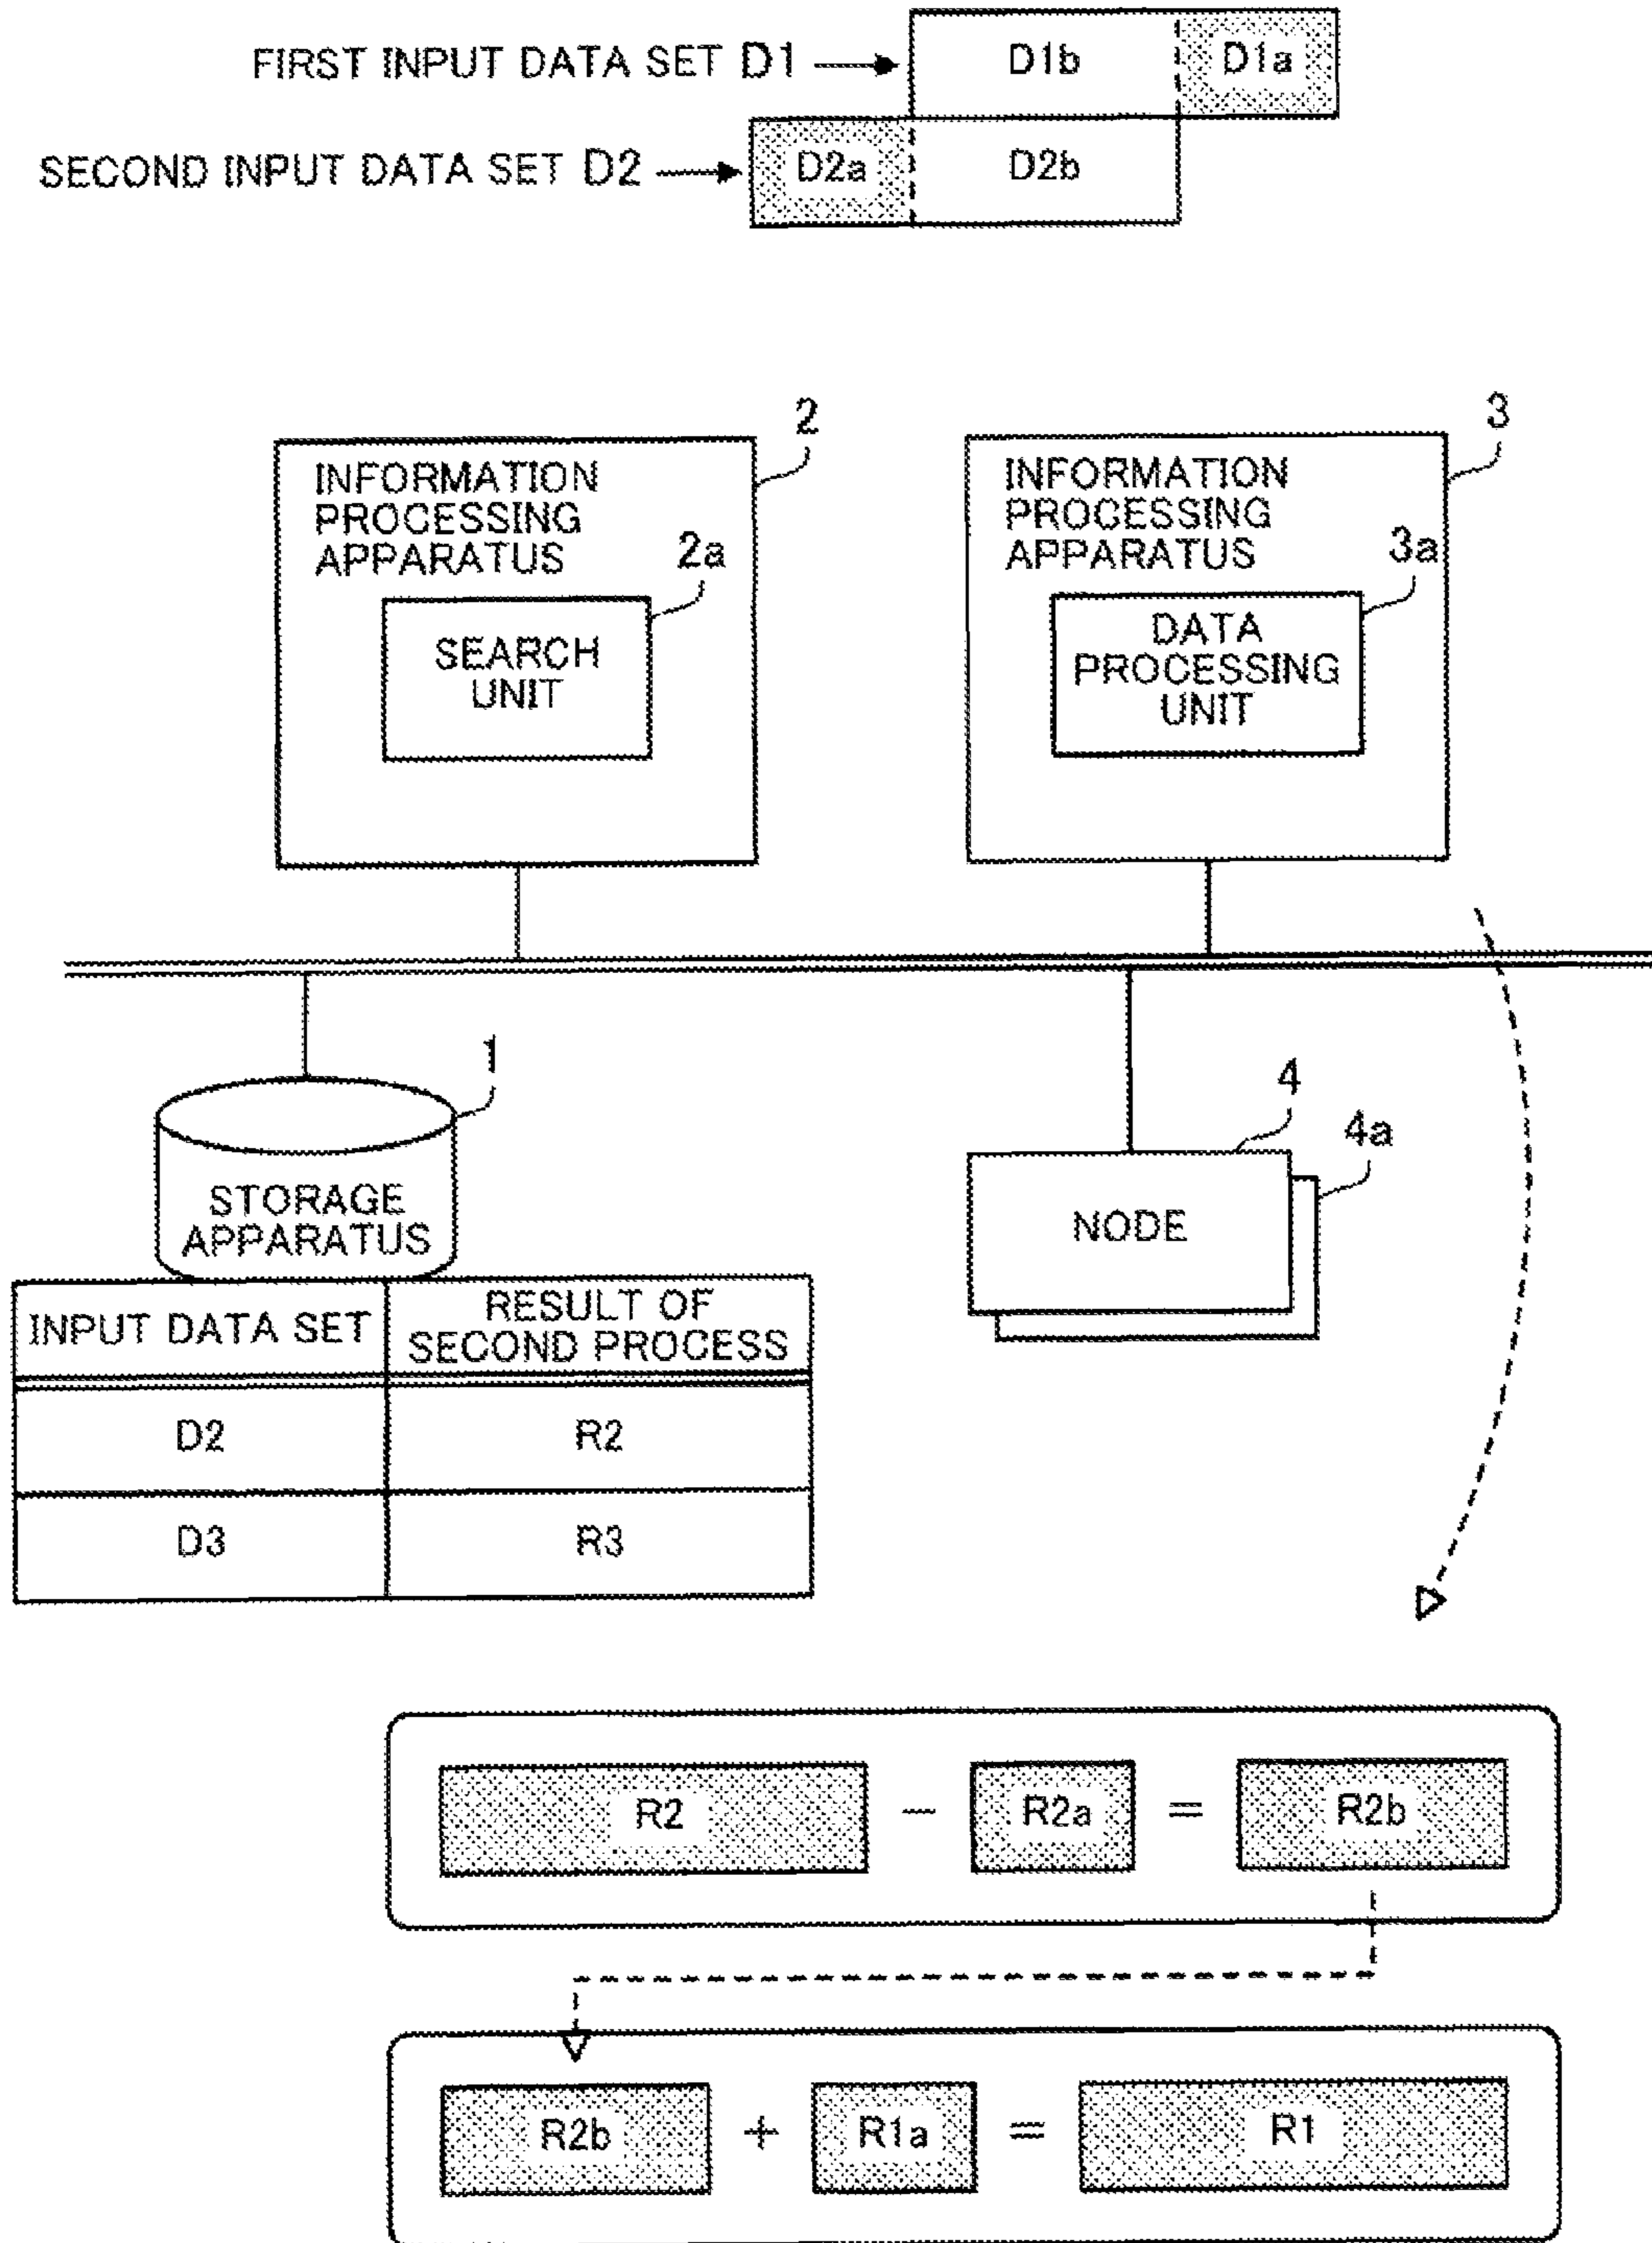 FIRST INPUT DATA SET D1
D1b
D1a
SECOND INPUT DATA SET D2
D2a
D2b
2
INFORMATION
PROCESSING
APPARATUS
2a
SEARCH
UNIT
3
INFORMATION
PROCESSING
APPARATUS
3a
DATA
PROCESSING
UNIT
1
STORAGE
APPARATUS
4
4a
NODE
INPUT DATA SET
RESULT OF
SECOND PROCESS
D2
R2
D3
R3
R2 − R2a = R2b
R2b + R1a = R1